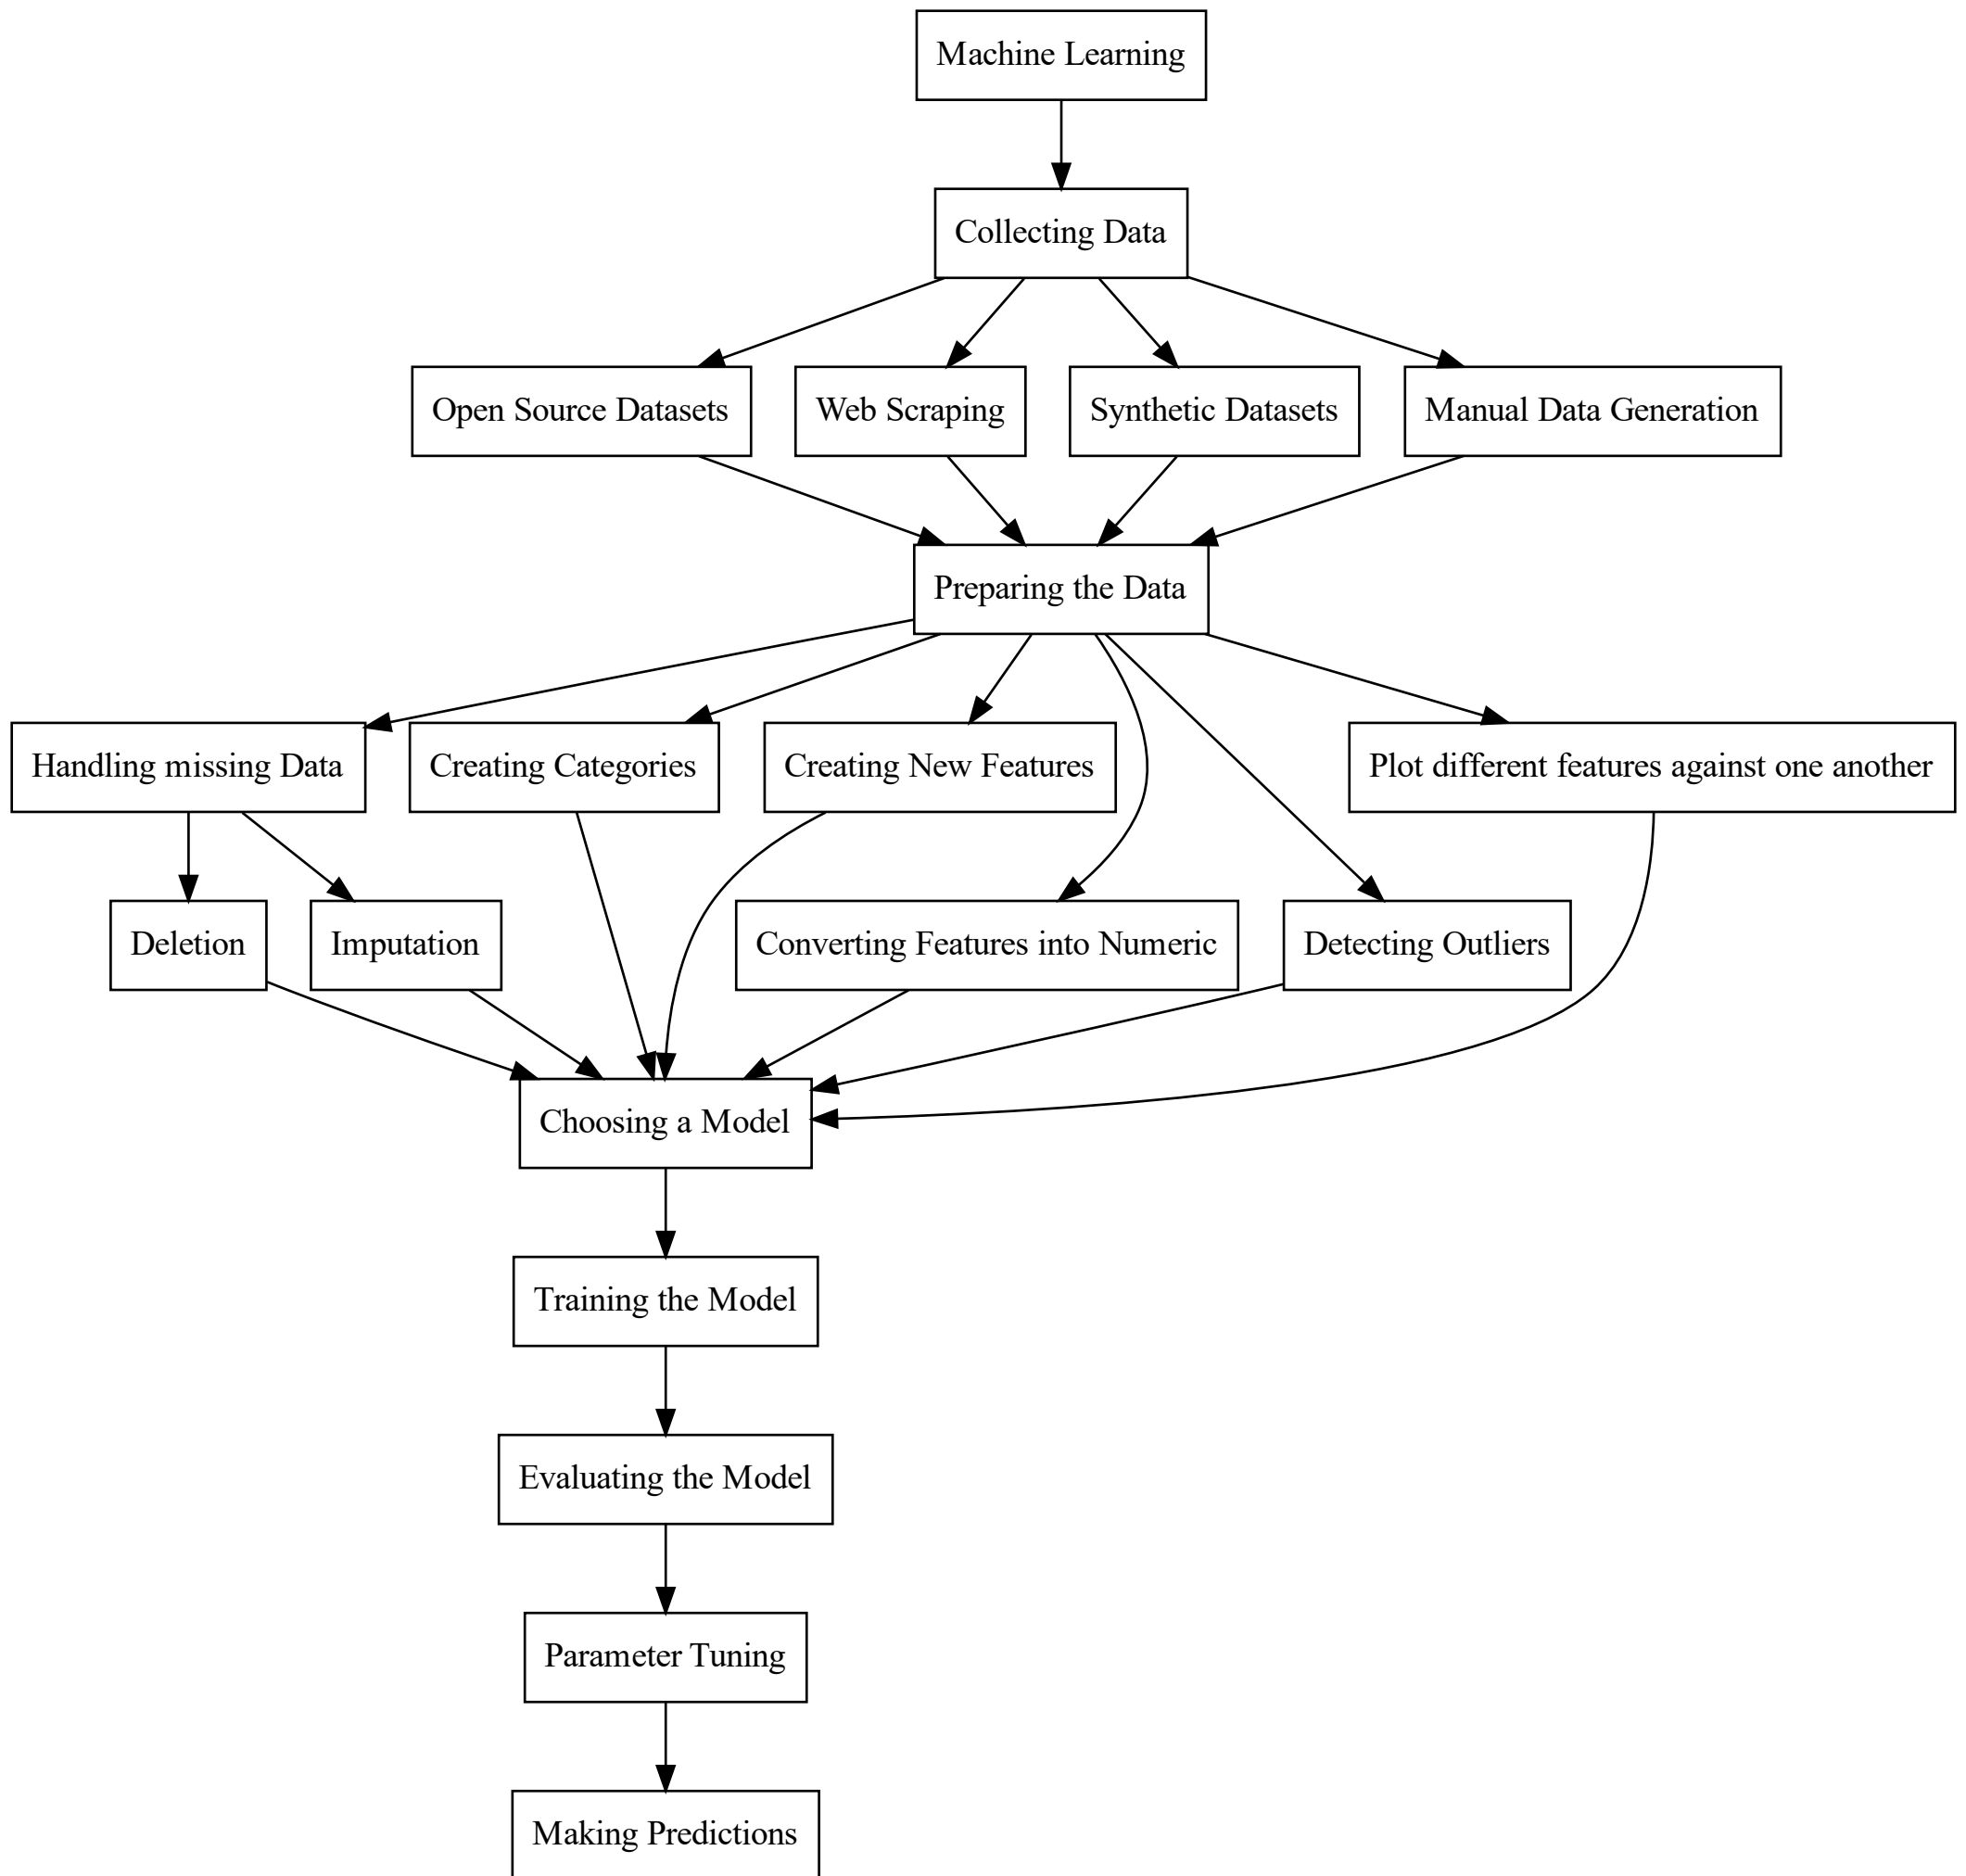 Machine Learning
Collecting Data
Open Source Datasets
Web Scraping
Synthetic Datasets
Manual Data Generation
Preparing the Data
Handling missing Data
Creating Categories
Creating New Features
Plot different features against one another
Deletion
Imputation
Converting Features into Numeric
Detecting Outliers
Choosing a Model
Training the Model
Evaluating the Model
Parameter Tuning
Making Predictions